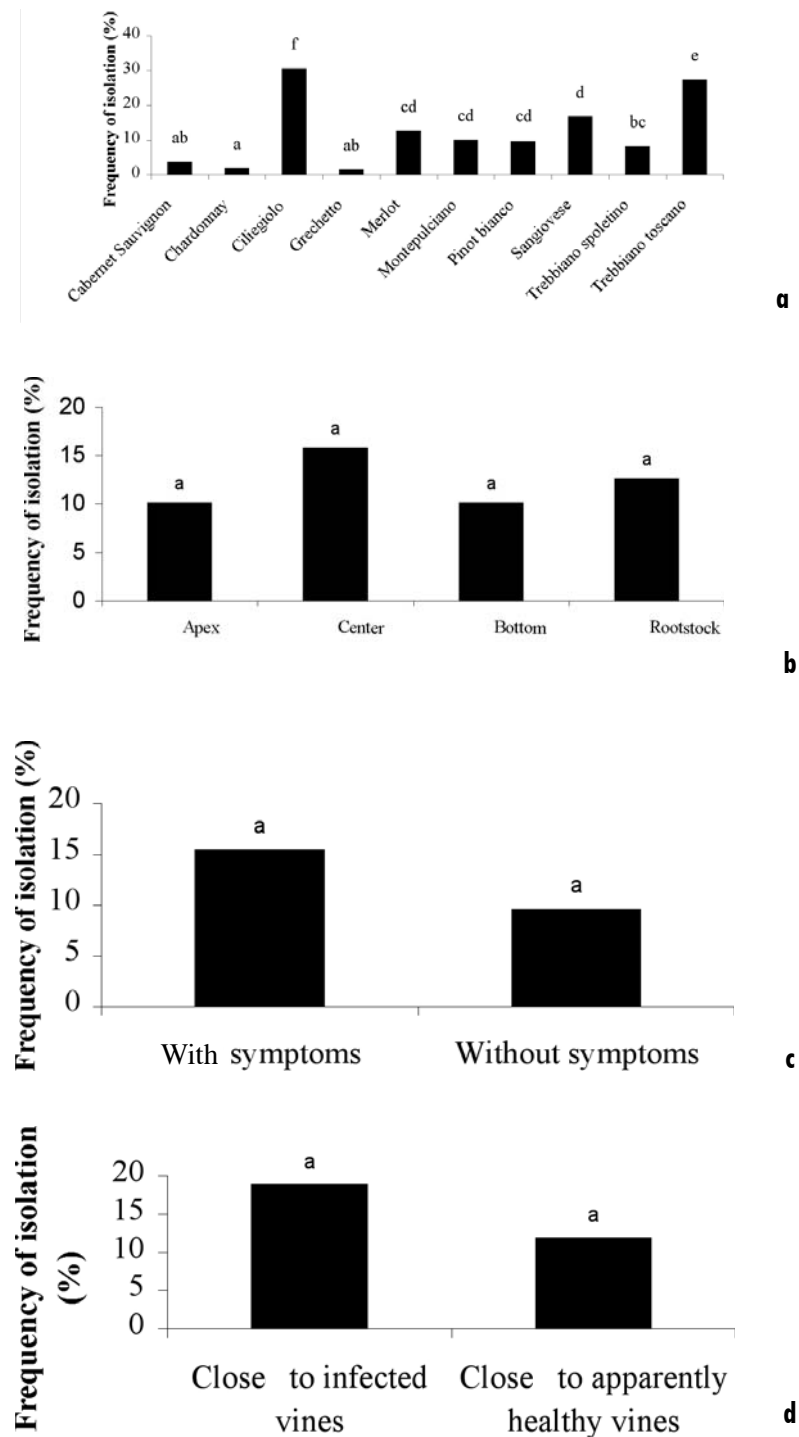 Frequency of isolation (%)
40
30
20
10
0
ab
a
f
ab
cd
cd
cd
d
bc
e
Cabernet Sauvignon
Chardonnay
Ciliegiolo
Grechetto
Merlot
Montepulciano
Pinot bianco
Sangiovese
Trebbiano spoletino
Trebbiano toscano
a
Frequency of isolation (%)
20
15
10
5
0
a
a
a
a
Apex
Center
Bottom
Rootstock
b
Frequency of isolation (%)
20
15
10
5
0
a
a
With symptoms
Without symptoms
c
Frequency of isolation
(%)
20
15
10
5
0
a
a
Close to infected
vines
Close to apparently
healthy vines
d